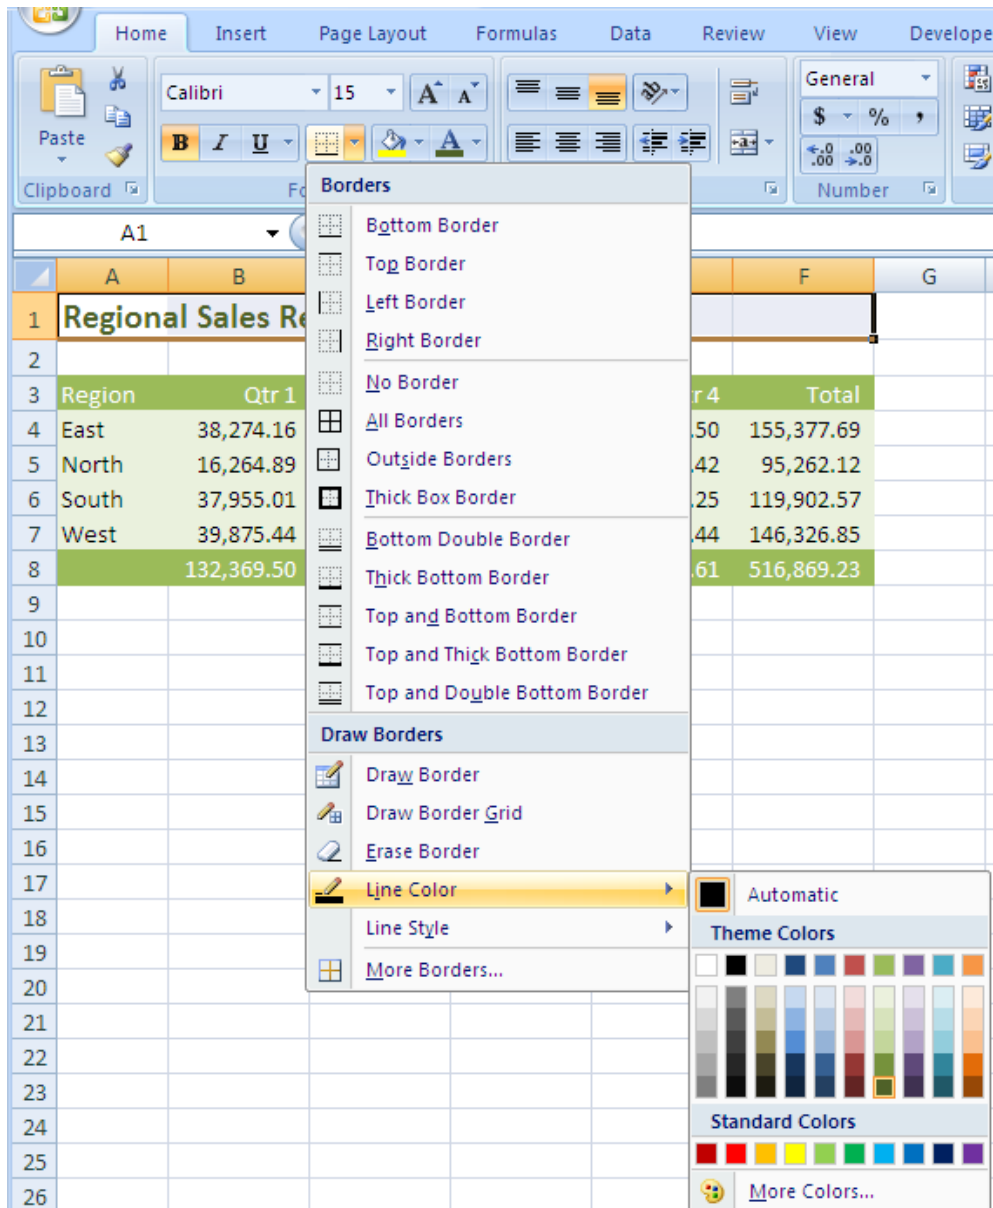 Home Insert Page Layout Formulas Data Review View Develope
Calibri 15 A A General
Paste B I U A $ % ,
.0 .00 .00 .0
Clipboard Fo Number
A1
Borders
Bottom Border
Top Border
Left Border
Right Border
No Border
All Borders
Outside Borders
Thick Box Border
Bottom Double Border
Thick Bottom Border
Top and Bottom Border
Top and Thick Bottom Border
Top and Double Bottom Border
Draw Borders
Draw Border
Draw Border Grid
Erase Border
Line Color
Line Style
More Borders...
Automatic
Theme Colors
Standard Colors
More Colors...
A B F G
1 Regional Sales Re
2
3 Region Qtr 1 r 4 Total
4 East 38,274.16 .50 155,377.69
5 North 16,264.89 .42 95,262.12
6 South 37,955.01 .25 119,902.57
7 West 39,875.44 .44 146,326.85
8 132,369.50 .61 516,869.23
9
10
11
12
13
14
15
16
17
18
19
20
21
22
23
24
25
26